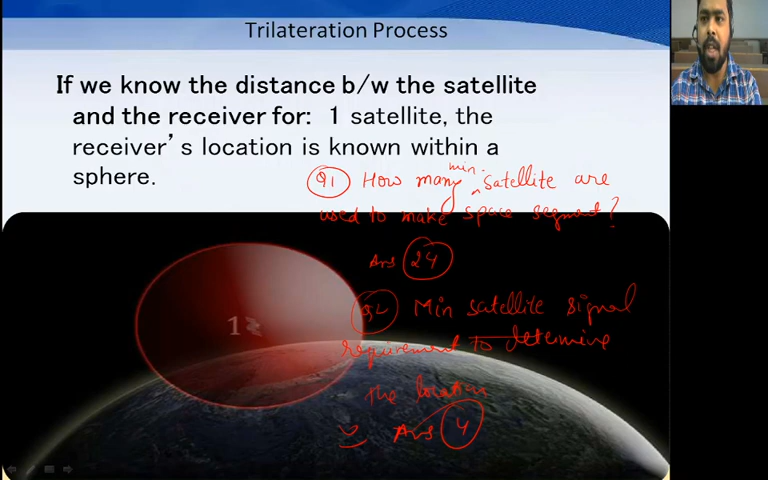 Trilateration Process
If we know the distance b/w the satellite
and the receiver for: 1 satellite, the
receiver's location is known within a
sphere.
min.
Q1 How many ^ satellite are
used to make space segment?
Ans 24
Min satellite signal
requirement to determine
the location
Ans 4
1